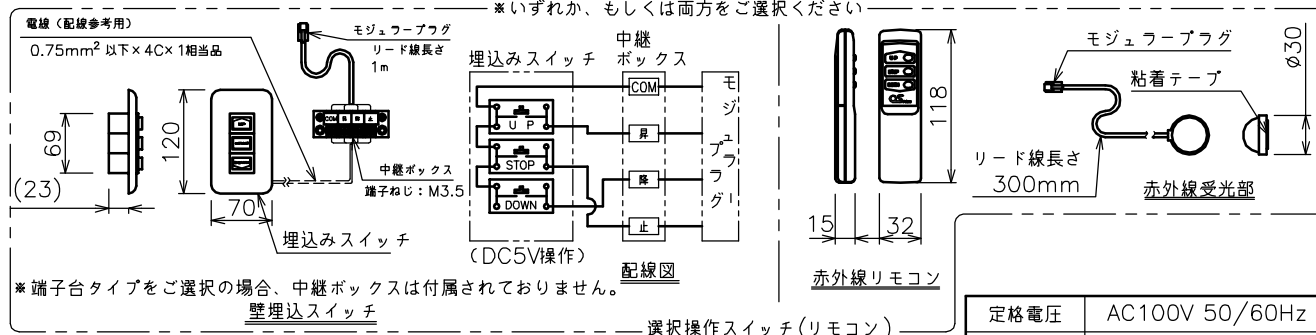 ※いずれか、もしくは両方をご選択ください
電線（配線参考用）
0.75mm² 以下×4C×1相当品
モジュラープラグ
リード線長さ
1m
COM 昇 降 止
中継ボックス
端子ねじ：M3.5
69
(23)
120
70
埋込みスイッチ
※端子台タイプをご選択の場合、中継ボックスは付属されておりません。
壁埋込スイッチ
埋込みスイッチ
中継
ボックス
UP
STOP
DOWN
COM
昇
降
止
モジュラープラグ
(DC5V操作)
配線図
118
15
32
赤外線リモコン
モジュラープラグ
粘着テープ
ø30
リード線長さ
300mm
赤外線受光部
選択操作スイッチ(リモコン)
定格電圧 AC100V 50/60Hz